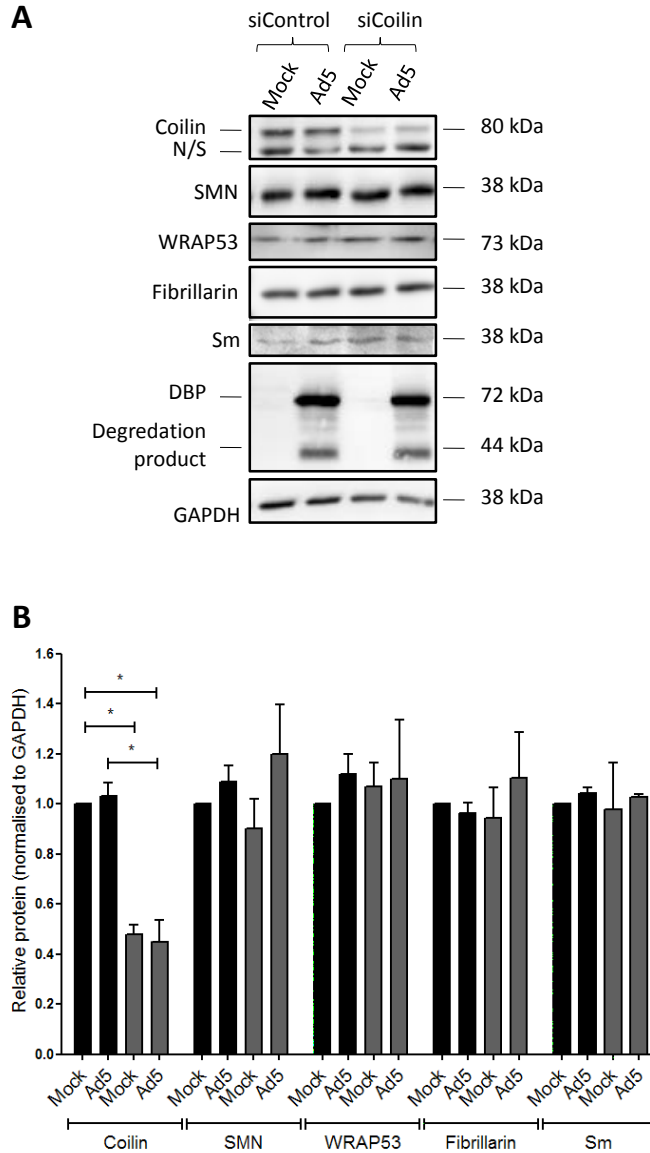 A
siControl siCoilin
Mock Ad5 Mock Ad5
Coilin 80 kDa
N/S
SMN 38 kDa
WRAP53 73 kDa
Fibrillarin 38 kDa
Sm 38 kDa
DBP 72 kDa
Degredation 44 kDa
product
GAPDH 38 kDa
B
Relative protein (normalised to GAPDH)
1.6
1.4
1.2
1.0
0.8
0.6
0.4
0.2
0.0
*
*
*
Mock Ad5 Mock Ad5 Mock Ad5 Mock Ad5 Mock Ad5 Mock Ad5 Mock Ad5 Mock Ad5 Mock Ad5 Mock Ad5
Coilin SMN WRAP53 Fibrillarin Sm